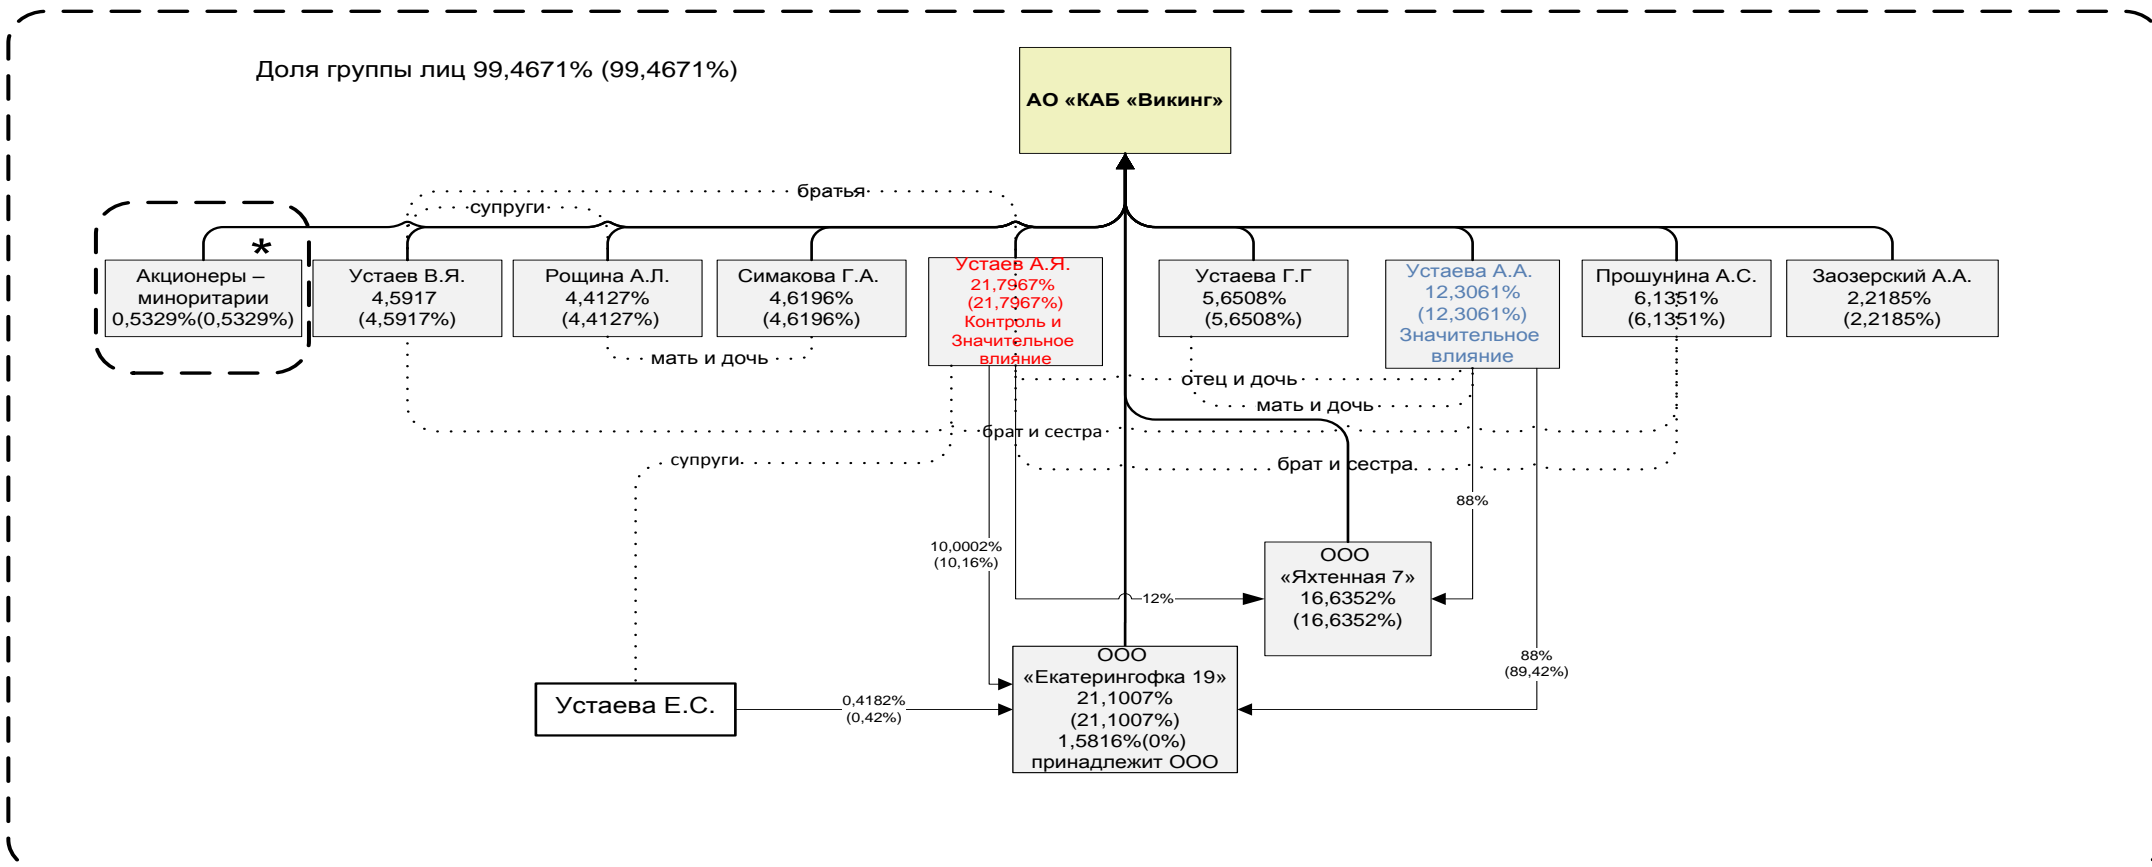 Доля группы лиц 99,4671% (99,4671%)
АО «КАБ «Викинг»
братья
супруги
*
Акционеры –
миноритарии
0,5329%(0,5329%)
Устаев В.Я.
4,5917
(4,5917%)
Рощина А.Л.
4,4127%
(4,4127%)
Симакова Г.А.
4,6196%
(4,6196%)
Устаев А.Я.
21,7967%
(21,7967%)
Контроль и
Значительное
влияние
Устаева Г.Г
5,6508%
(5,6508%)
Устаева А.А.
12,3061%
(12,3061%)
Значительное
влияние
Прошунина А.С.
6,1351%
(6,1351%)
Заозерский А.А.
2,2185%
(2,2185%)
мать и дочь
отец и дочь
мать и дочь
брат и сестра
супруги
брат и сестра
88%
10,0002%
(10,16%)
ООО
«Яхтенная 7»
16,6352%
(16,6352%)
12%
88%
(89,42%)
ООО
«Екатерингофка 19»
21,1007%
(21,1007%)
1,5816%(0%)
принадлежит ООО
Устаева Е.С.
0,4182%
(0,42%)